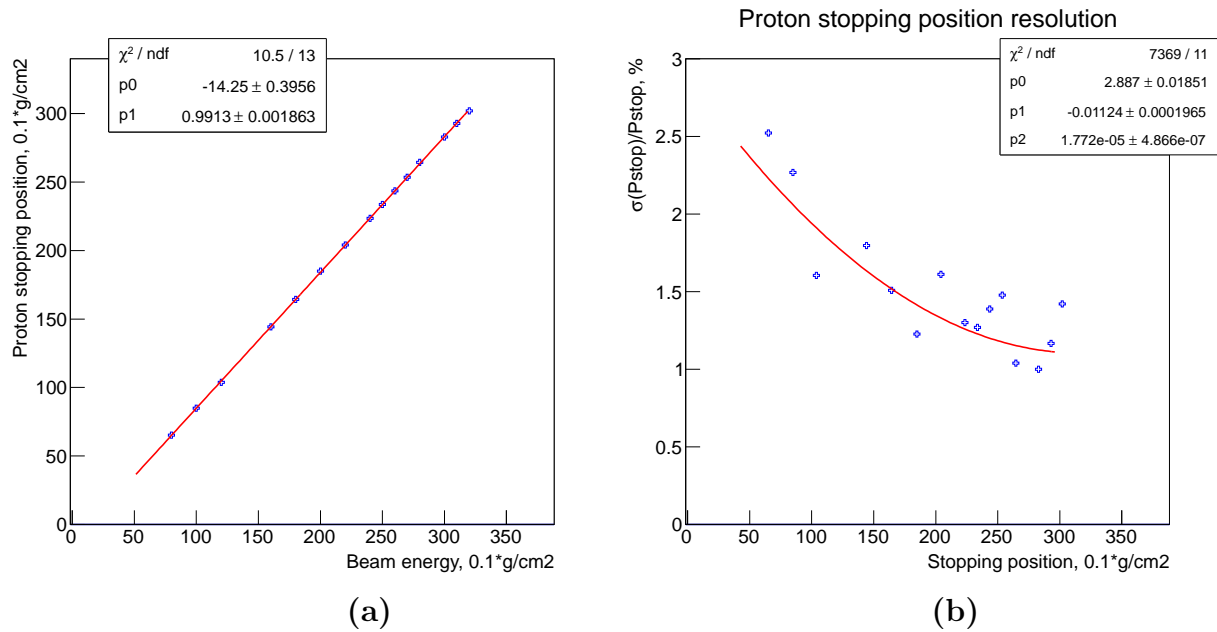 χ² / ndf 10.5 / 13
p0 -14.25 ± 0.3956
p1 0.9913 ± 0.001863
Proton stopping position, 0.1*g/cm2
300
250
200
150
100
50
0
0 50 100 150 200 250 300 350
Beam energy, 0.1*g/cm2
(a)
Proton stopping position resolution
χ² / ndf 7369 / 11
p0 2.887 ± 0.01851
p1 -0.01124 ± 0.0001965
p2 1.772e-05 ± 4.866e-07
σ(Pstop)/Pstop, %
3
2.5
2
1.5
1
0.5
0
0 50 100 150 200 250 300 350
Stopping position, 0.1*g/cm2
(b)